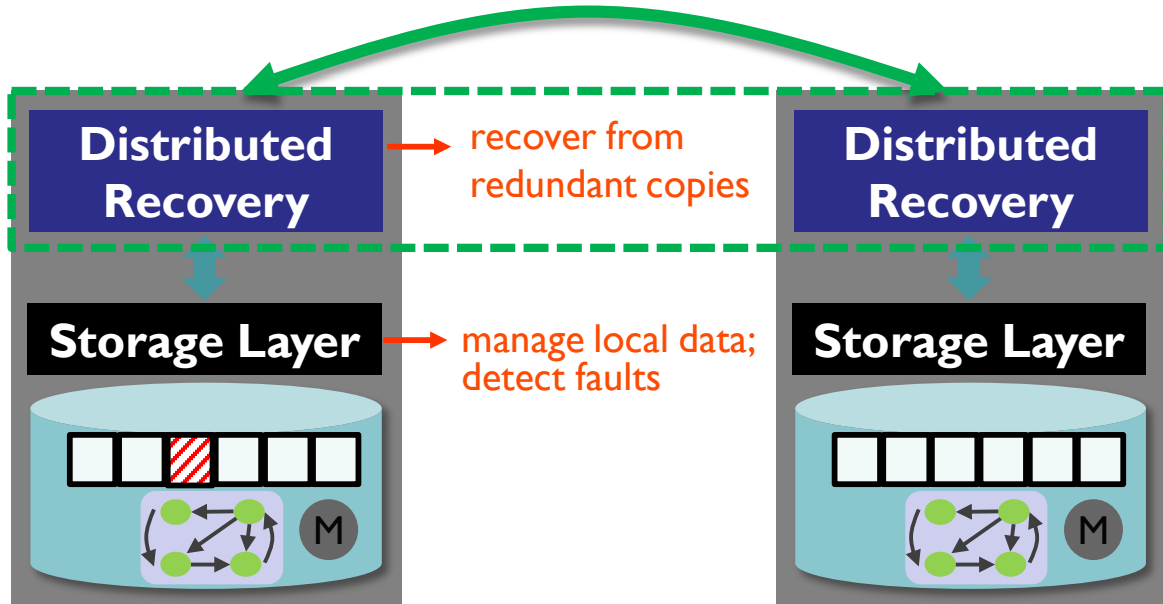 Distributed
Recovery
recover from
redundant copies
Distributed
Recovery
Storage Layer
manage local data;
detect faults
Storage Layer
M
M